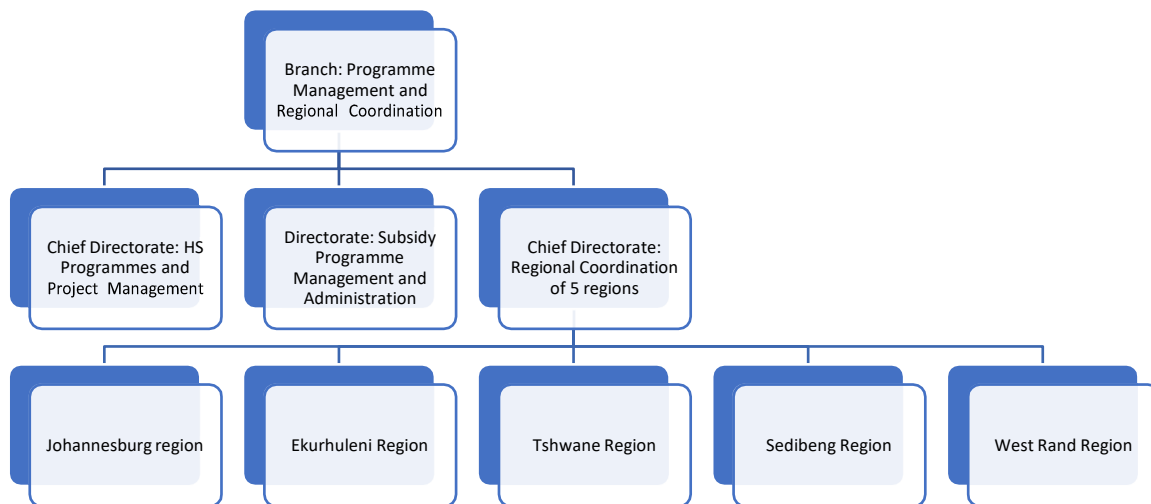 Branch: Programme
Management and
Regional Coordination
Chief Directorate: HS
Programmes and
Project Management
Directorate: Subsidy
Programme
Management and
Administration
Chief Directorate:
Regional Coordination
of 5 regions
Johannesburg region
Ekurhuleni Region
Tshwane Region
Sedibeng Region
West Rand Region